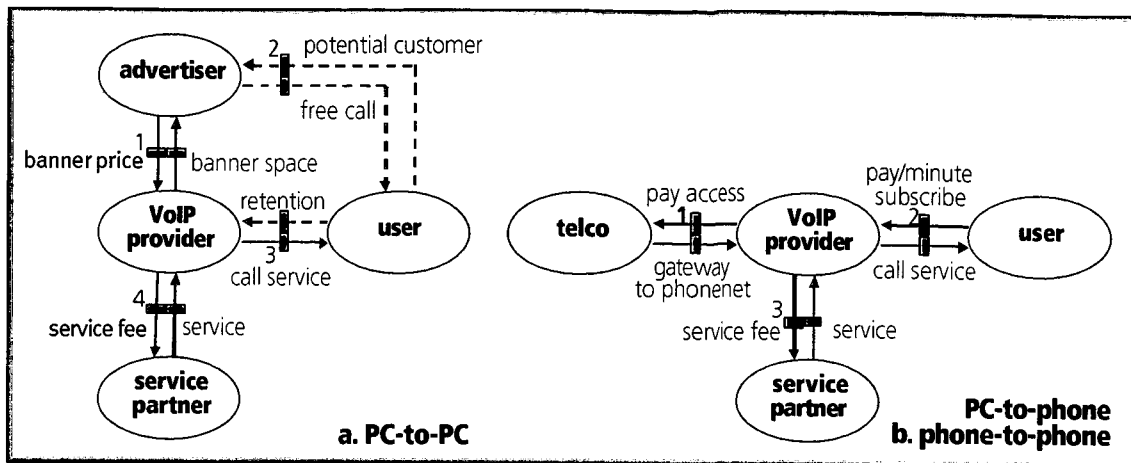 2
potential customer
advertiser
free call
1
banner price
banner space
VoIP
provider
retention
3
call service
user
4
service fee
service
service
partner
a. PC-to-PC
telco
pay access
1
gateway
to phonenet
VoIP
provider
pay/minute
subscribe
2
call service
user
3
service fee
service
service
partner
PC-to-phone
b. phone-to-phone